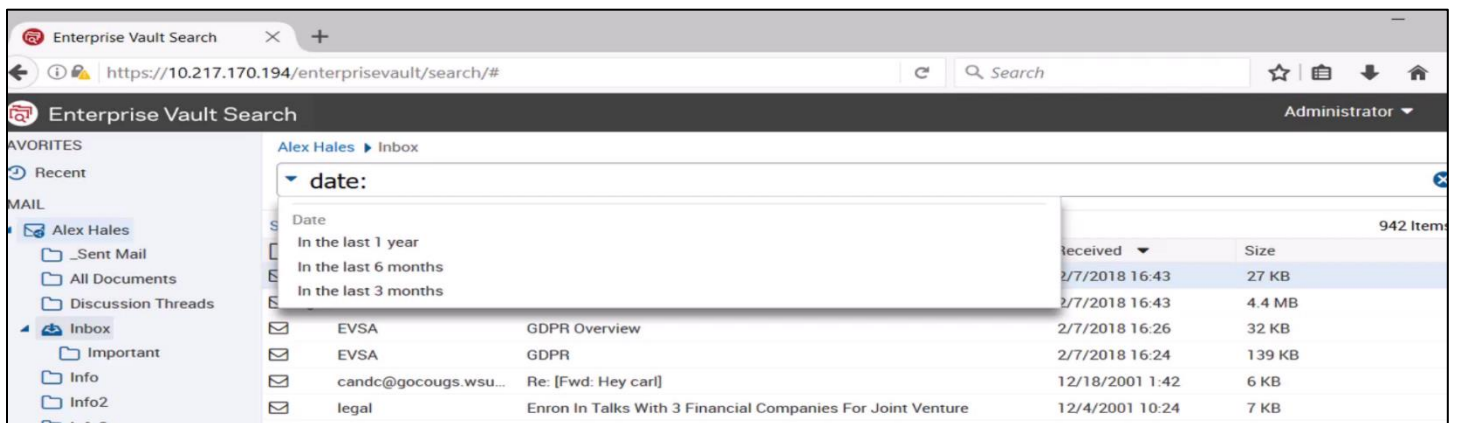 Enterprise Vault Search
https://10.217.170.194/enterprisevault/search/#
Search
Enterprise Vault Search
Administrator
AVORITES
Recent
MAIL
Alex Hales
_Sent Mail
All Documents
Discussion Threads
Inbox
Important
Info
Info2
Alex Hales Inbox
date:
Date
In the last 1 year
In the last 6 months
In the last 3 months
942 Items
Received Size
2/7/2018 16:43 27 KB
2/7/2018 16:43 4.4 MB
EVSA GDPR Overview 2/7/2018 16:26 32 KB
EVSA GDPR 2/7/2018 16:24 139 KB
candc@gocougs.wsu... Re: [Fwd: Hey carl] 12/18/2001 1:42 6 KB
legal Enron In Talks With 3 Financial Companies For Joint Venture 12/4/2001 10:24 7 KB